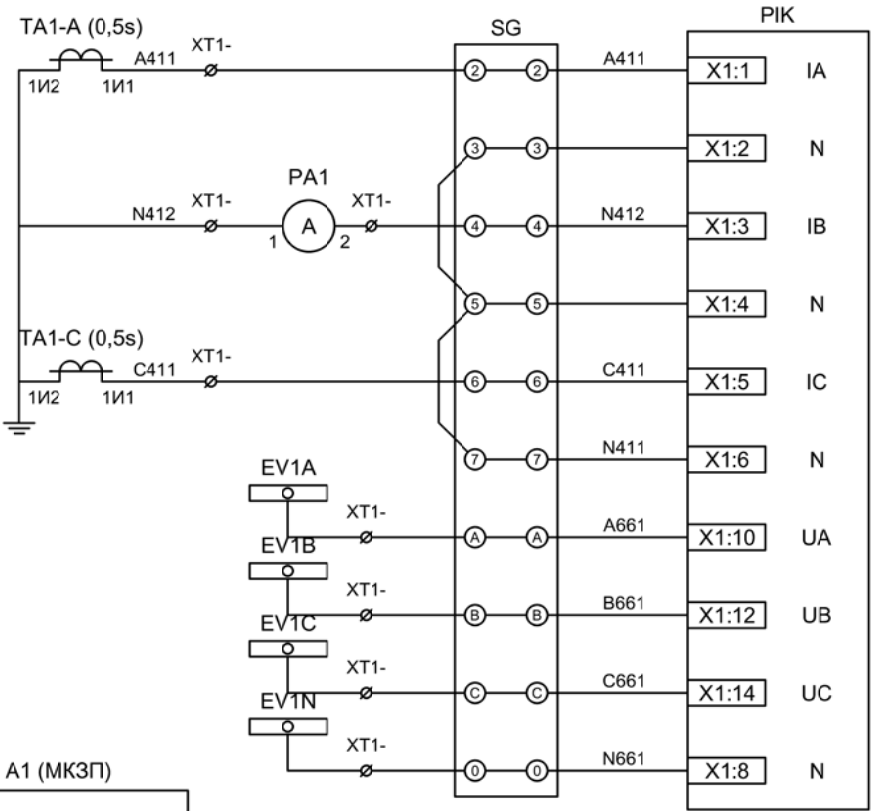 PIK
TA1-A (0,5s)
SG
XT1-
A411
A411
1И2
1И1
2
2
X1:1
IA
3
3
X1:2
N
PA1
N412
XT1-
XT1-
N412
A
1
2
4
4
X1:3
IB
5
5
X1:4
N
TA1-C (0,5s)
XT1-
C411
C411
1И2
1И1
6
6
X1:5
IC
N411
7
7
X1:6
N
EV1A
XT1-
A661
A
A
X1:10
UA
EV1B
XT1-
B661
B
B
X1:12
UB
EV1C
XT1-
C661
C
C
X1:14
UC
EV1N
XT1-
N661
0
0
X1:8
N
A1 (МКЗП)